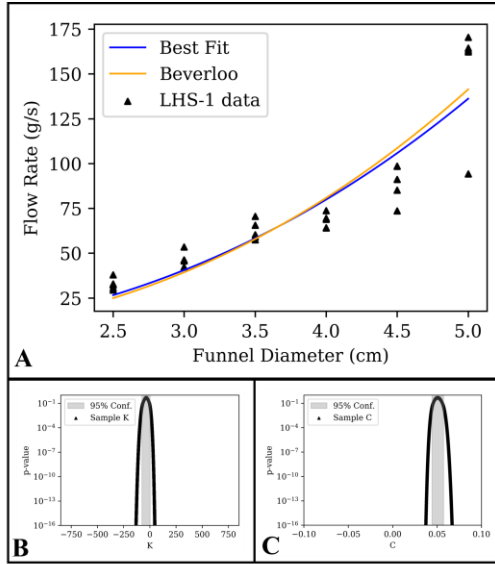 175
150
125
100
75
50
25
Flow Rate (g/s)
Best Fit
Beverloo
LHS-1 data
2.5 3.0 3.5 4.0 4.5 5.0
Funnel Diameter (cm)
A
10⁻¹
10⁻⁴
10⁻⁷
10⁻¹⁰
10⁻¹³
10⁻¹⁶
p-value
95% Conf.
Sample K
-750 -500 -250 0 250 500 750
K
B
10⁻¹
10⁻⁴
10⁻⁷
10⁻¹⁰
10⁻¹³
10⁻¹⁶
p-value
95% Conf.
Sample C
-0.10 -0.05 0.00 0.05 0.10
C
C